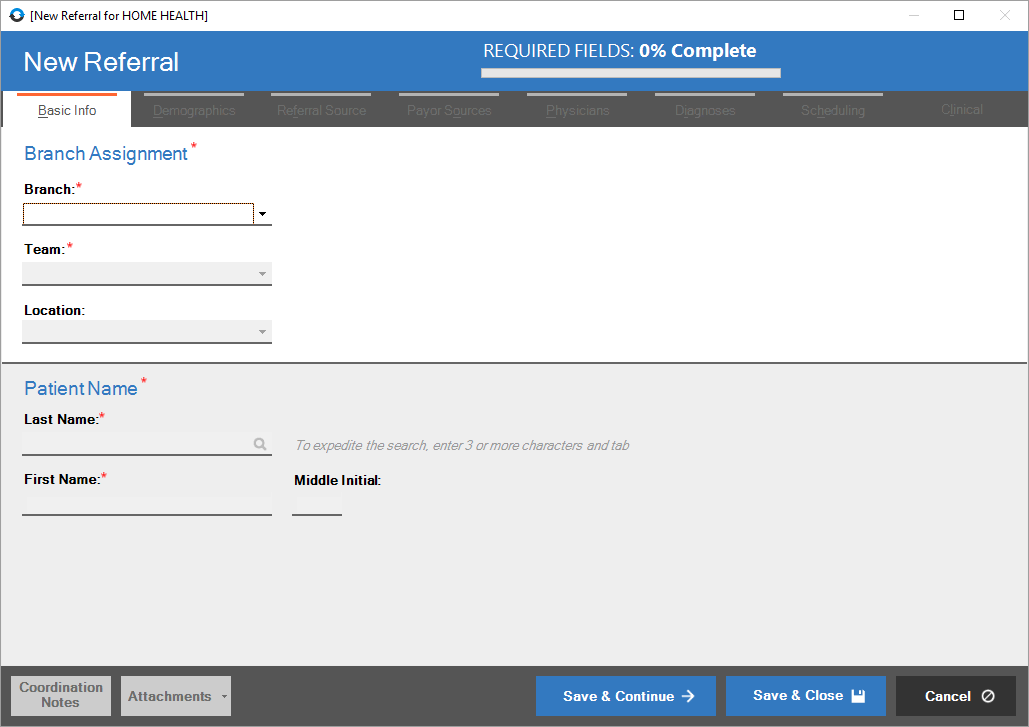 [New Referral for HOME HEALTH]
New Referral
REQUIRED FIELDS: 0% Complete
Basic Info Demographics Referral Source Payor Sources Physicians Diagnoses Scheduling Clinical
Branch Assignment *
Branch:*
Team:*
Location:
Patient Name *
Last Name:*
To expedite the search, enter 3 or more characters and tab
First Name:*
Middle Initial:
Coordination
Notes
Attachments
Save & Continue
Save & Close
Cancel